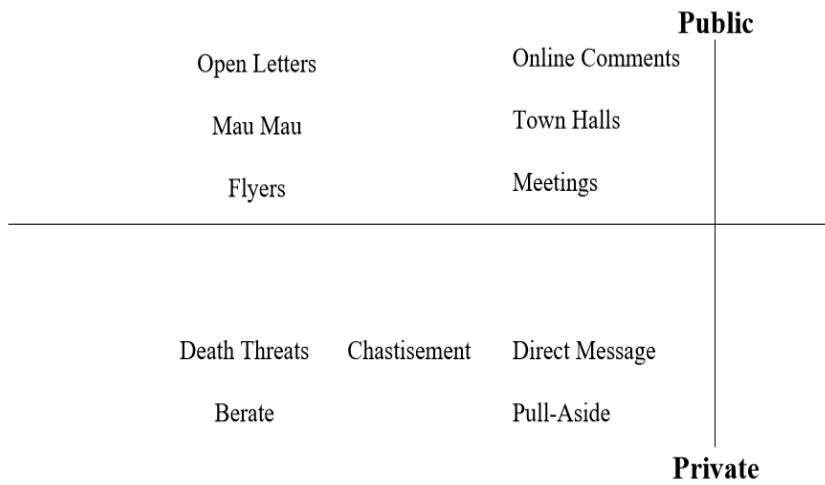 Public
Open Letters
Online Comments
Mau Mau
Town Halls
Flyers
Meetings
Death Threats
Chastisement
Direct Message
Berate
Pull-Aside
Private